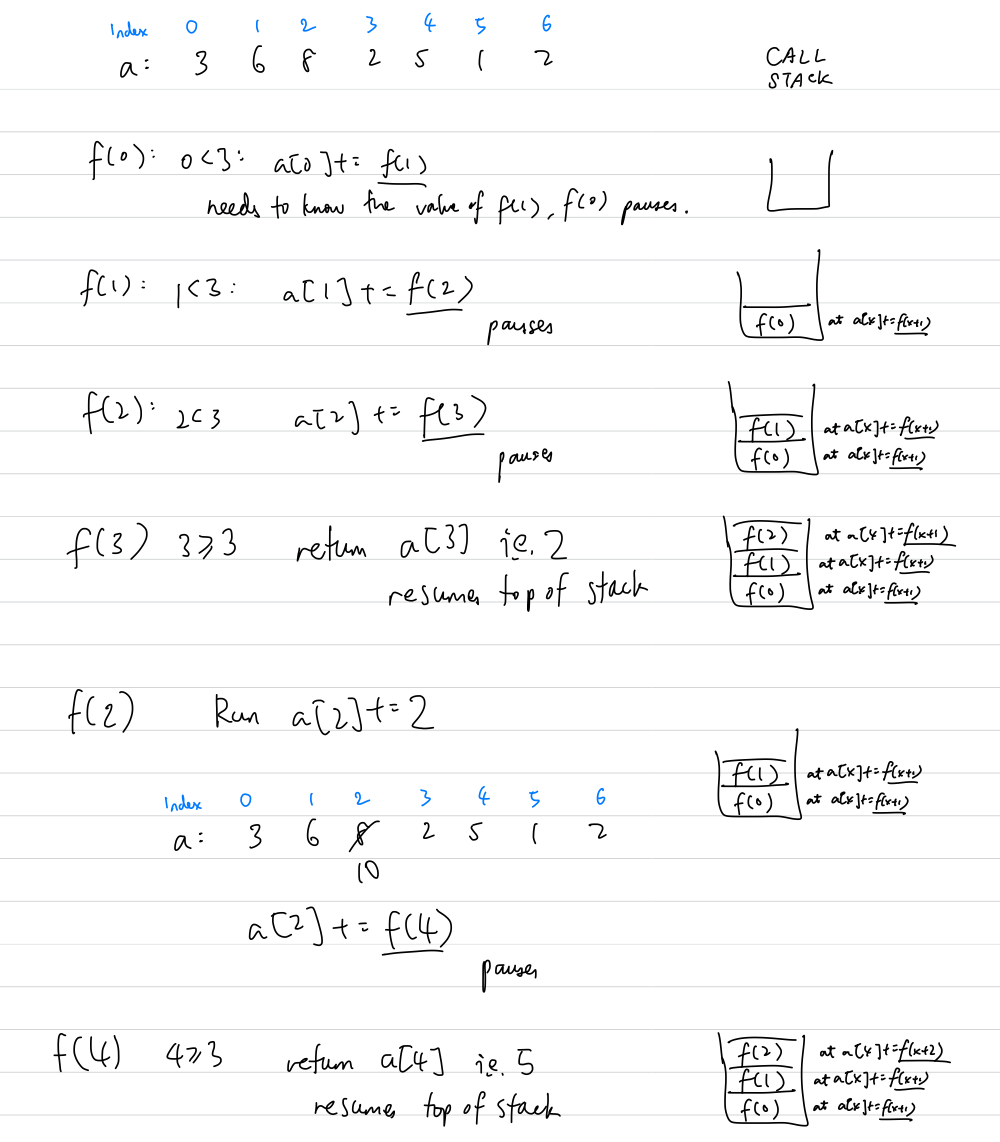 Index 0 1 2 3 4 5 6
a: 3 6 8 2 5 1 2
CALL
STACK
f(0): 0<3: a[0]+= f(1)
needs to know the value of f(1), f(0) pauses.
f(1): 1<3: a[1]+= f(2)
pauses
f(0) at a[x]+=f(x+1)
f(2): 2<3 a[2] += f(3)
pauses
f(1) at a[x]+=f(x+1)
f(0) at a[x]+=f(x+1)
f(3) 3⩾3 return a[3] ie. 2
resumes top of stack
f(2) at a[x]+=f(x+1)
f(1) at a[x]+=f(x+1)
f(0) at a[x]+=f(x+1)
f(2) Run a[2]+=2
f(1) at a[x]+=f(x+1)
f(0) at a[x]+=f(x+1)
Index 0 1 2 3 4 5 6
a: 3 6 8 2 5 1 2
10
a[2]+= f(4)
pauses
f(4) 4⩾3 return a[4] ie. 5
resumes top of stack
f(2) at a[x]+=f(x+2)
f(1) at a[x]+=f(x+1)
f(0) at a[x]+=f(x+1)